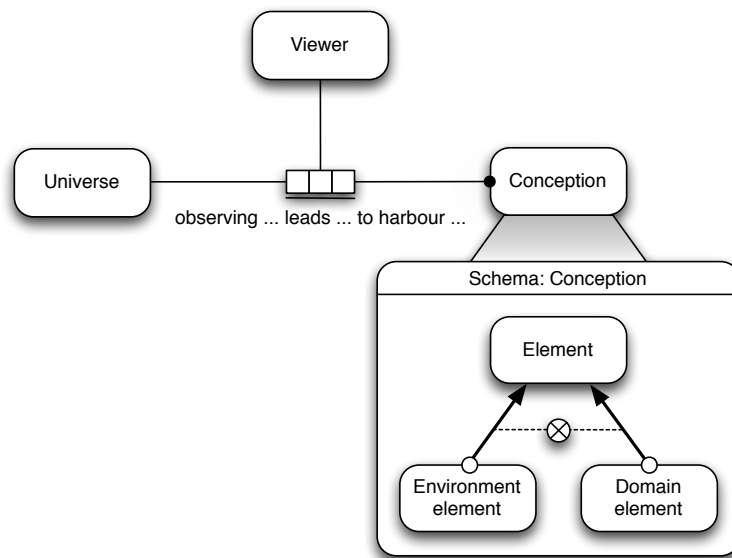 Viewer
Universe
Conception
observing ... leads ... to harbour ...
Schema: Conception
Element
Environment
element
Domain
element